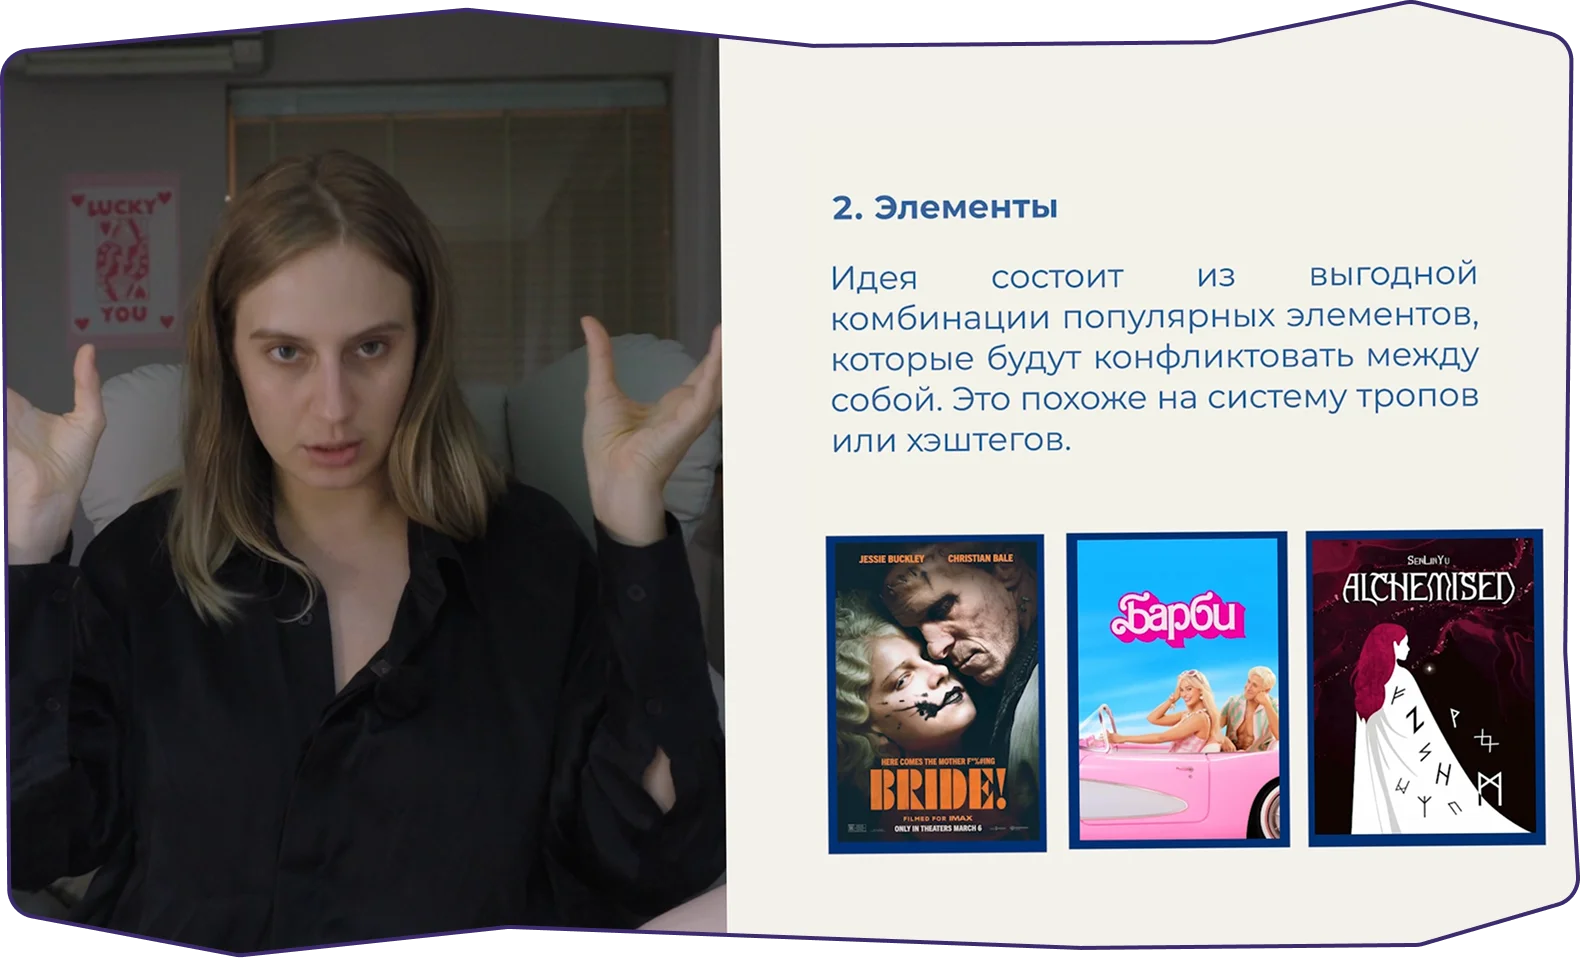 LUCKY
YOU
2. Элементы
Идея состоит из выгодной
комбинации популярных элементов,
которые будут конфликтовать между
собой. Это похоже на систему тропов
или хэштегов.
JESSIE BUCKLEY CHRISTIAN BALE
HERE COMES THE MOTHER F*%#ING
BRIDE!
FILMED FOR IMAX
ONLY IN THEATERS MARCH 6
Барби
SENLINYU
ALCHEMISED